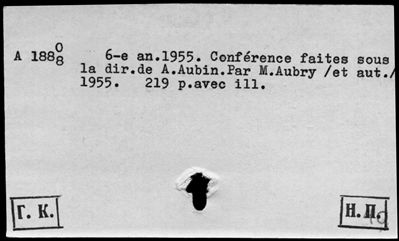 A 188 0/8 6-e an.1955. Conférence faites sous
la dir.de A.Aubin.Par M.Aubry /et aut./
1955. 219 p.avec ill.
Г. К.
Н. П.